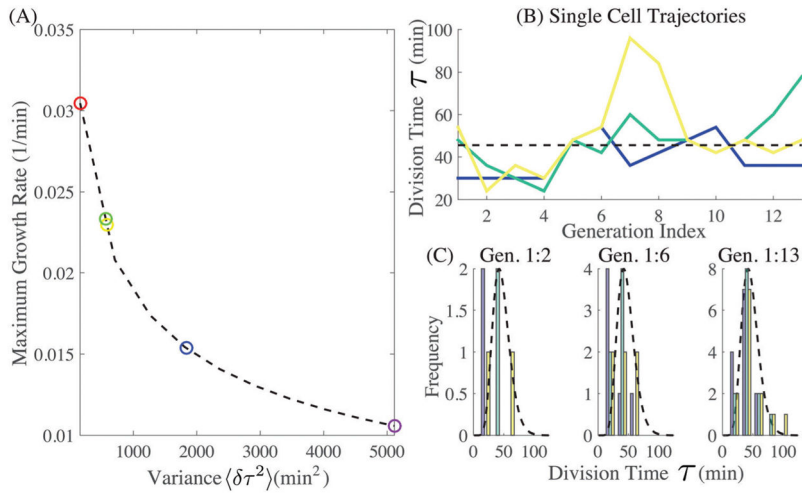 (A)
0.035
0.03
0.025
0.02
0.015
0.01
Maximum Growth Rate (1/min)
1000 2000 3000 4000 5000
Variance ⟨δτ²⟩(min²)
(B) Single Cell Trajectories
100
80
60
40
20
Division Time τ (min)
2 4 6 8 10 12
Generation Index
(C) Gen. 1:2 Gen. 1:6 Gen. 1:13
Frequency
2
1.5
1
0.5
0
0 50 100
4
3
2
1
0
0 50 100
8
6
4
2
0
0 50 100
Division Time τ (min)